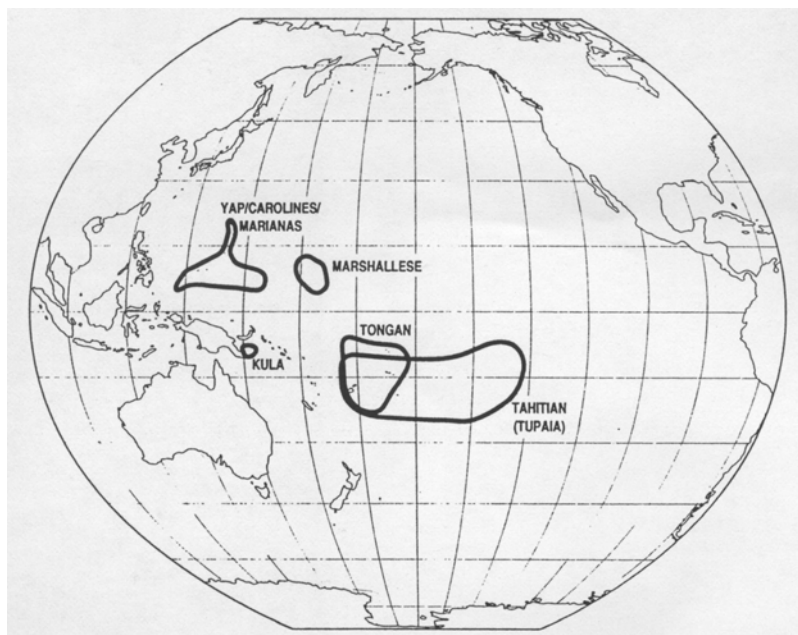 YAP/CAROLINES/
MARIANAS
MARSHALLESE
TONGAN
KULA
TAHITIAN
(TUPAIA)